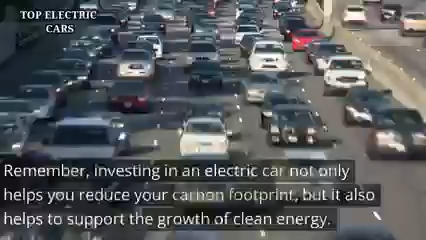 TOP ELECTRIC
CARS
Remember, investing in an electric car not only
helps you reduce your carbon footprint, but it also
helps to support the growth of clean energy.